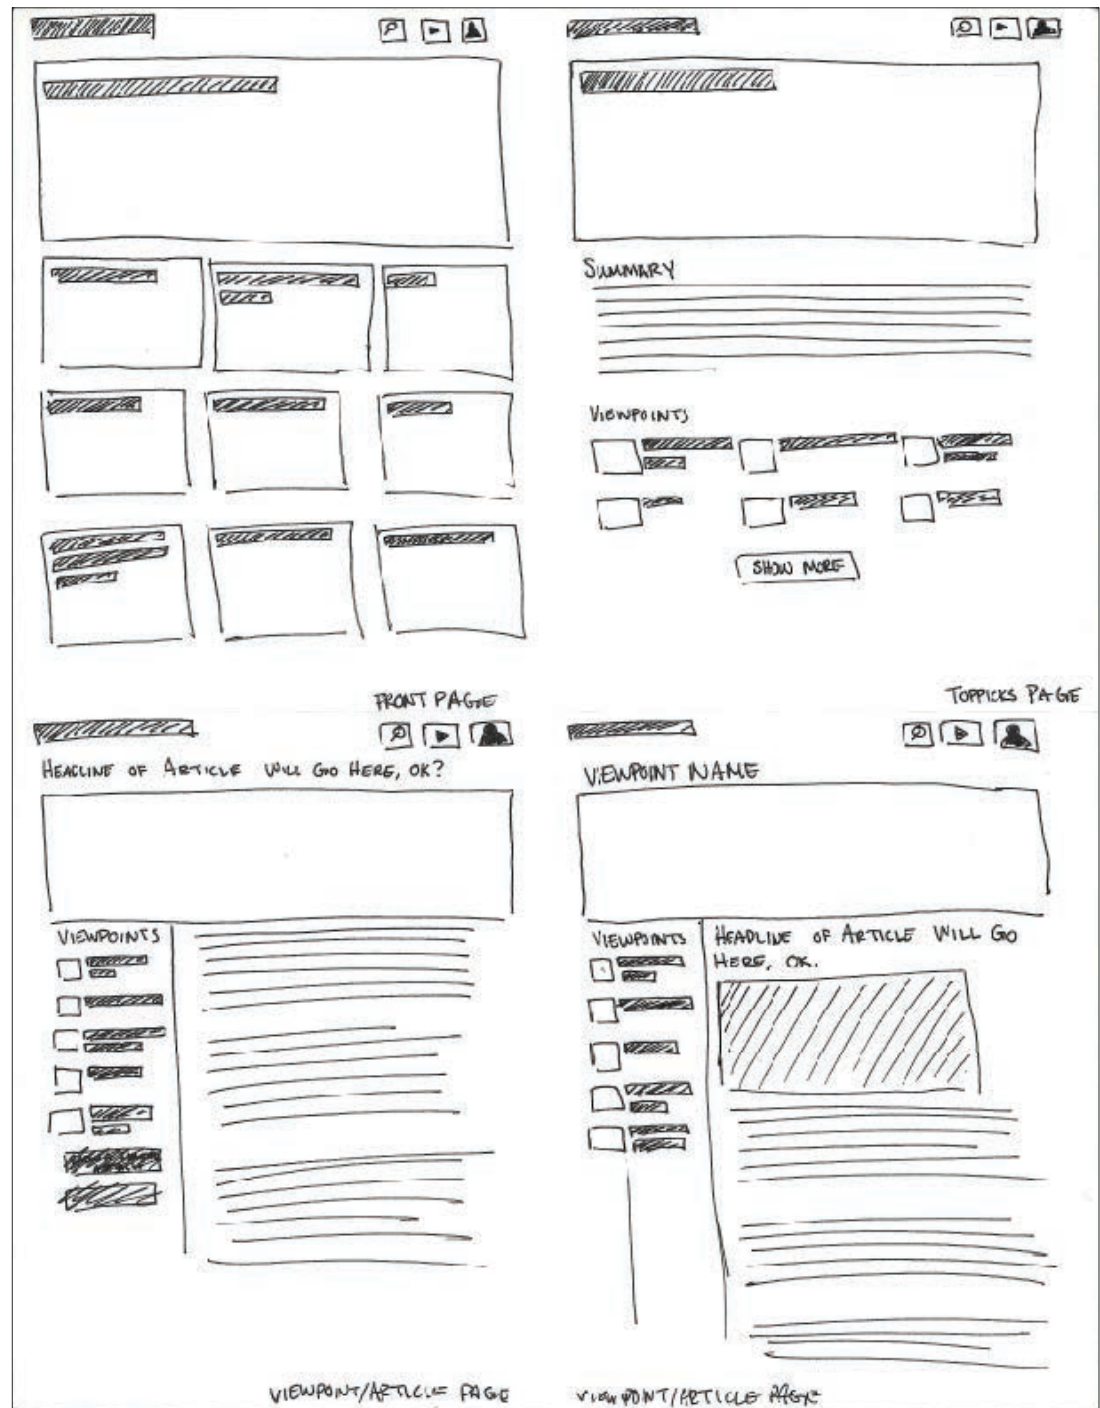 SUMMARY
VIEWPOINTS
SHOW MORE
FRONT PAGE
TOPPICKS PAGE
HEADLINE OF ARTICLE WILL GO HERE, OK?
VIEWPOINTS
VIEWPOINT/ARTICLE PAGE
VIEWPOINT NAME
VIEWPOINTS
HEADLINE OF ARTICLE WILL GO
HERE, OK.
VIEWPOINT/ARTICLE PAGE